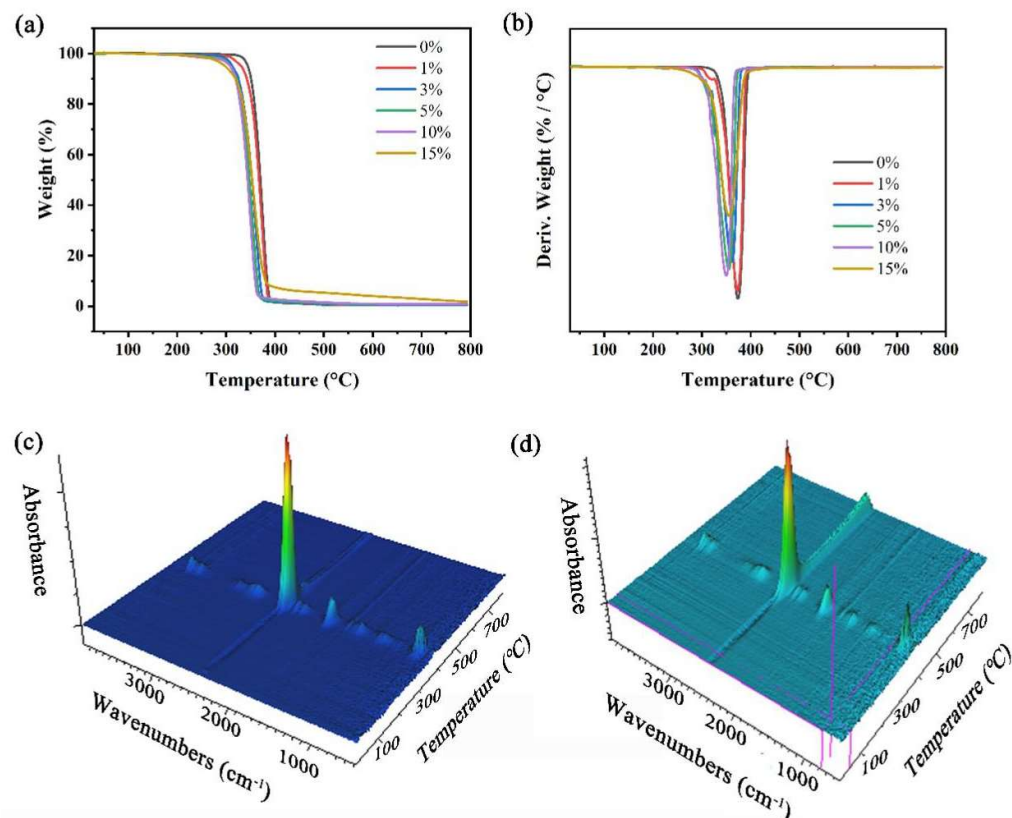 (a)
0%
1%
3%
5%
10%
15%
100
80
60
40
20
0
Weight (%)
100 200 300 400 500 600 700 800
Temperature (°C)
(b)
0%
1%
3%
5%
10%
15%
Deriv. Weight (% / °C)
100 200 300 400 500 600 700 800
Temperature (°C)
(c)
Absorbance
3000
2000
1000
Wavenumbers (cm⁻¹)
100
300
500
700
Temperature (°C)
(d)
Absorbance
3000
2000
1000
Wavenumbers (cm⁻¹)
100
300
500
700
Temperature (°C)